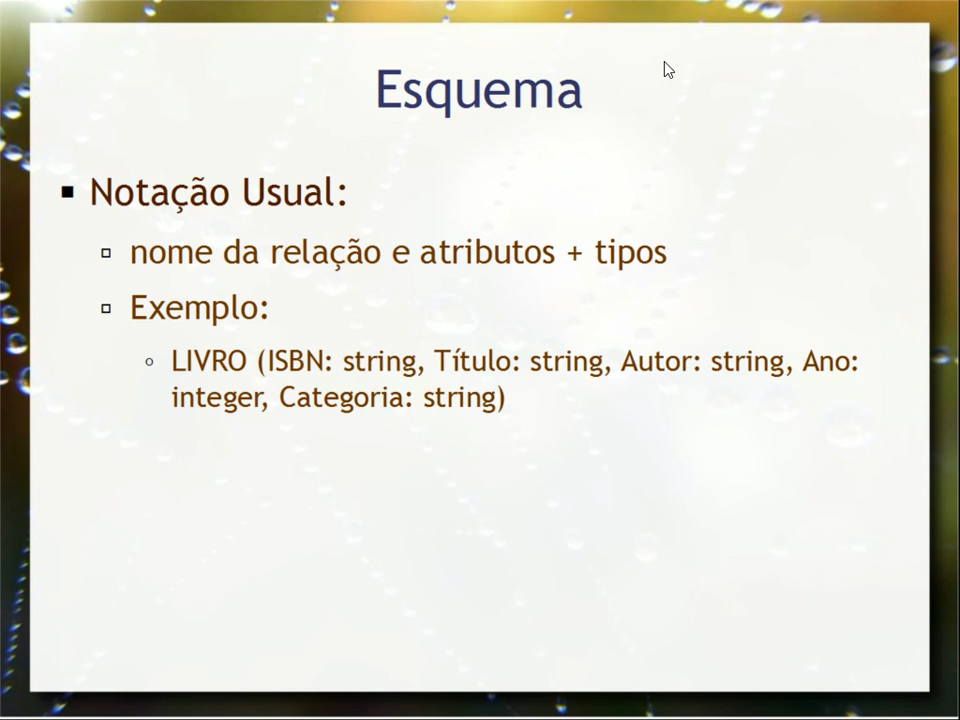 Esquema
Notação Usual:
nome da relação e atributos + tipos
Exemplo:
LIVRO (ISBN: string, Título: string, Autor: string, Ano:
integer, Categoria: string)